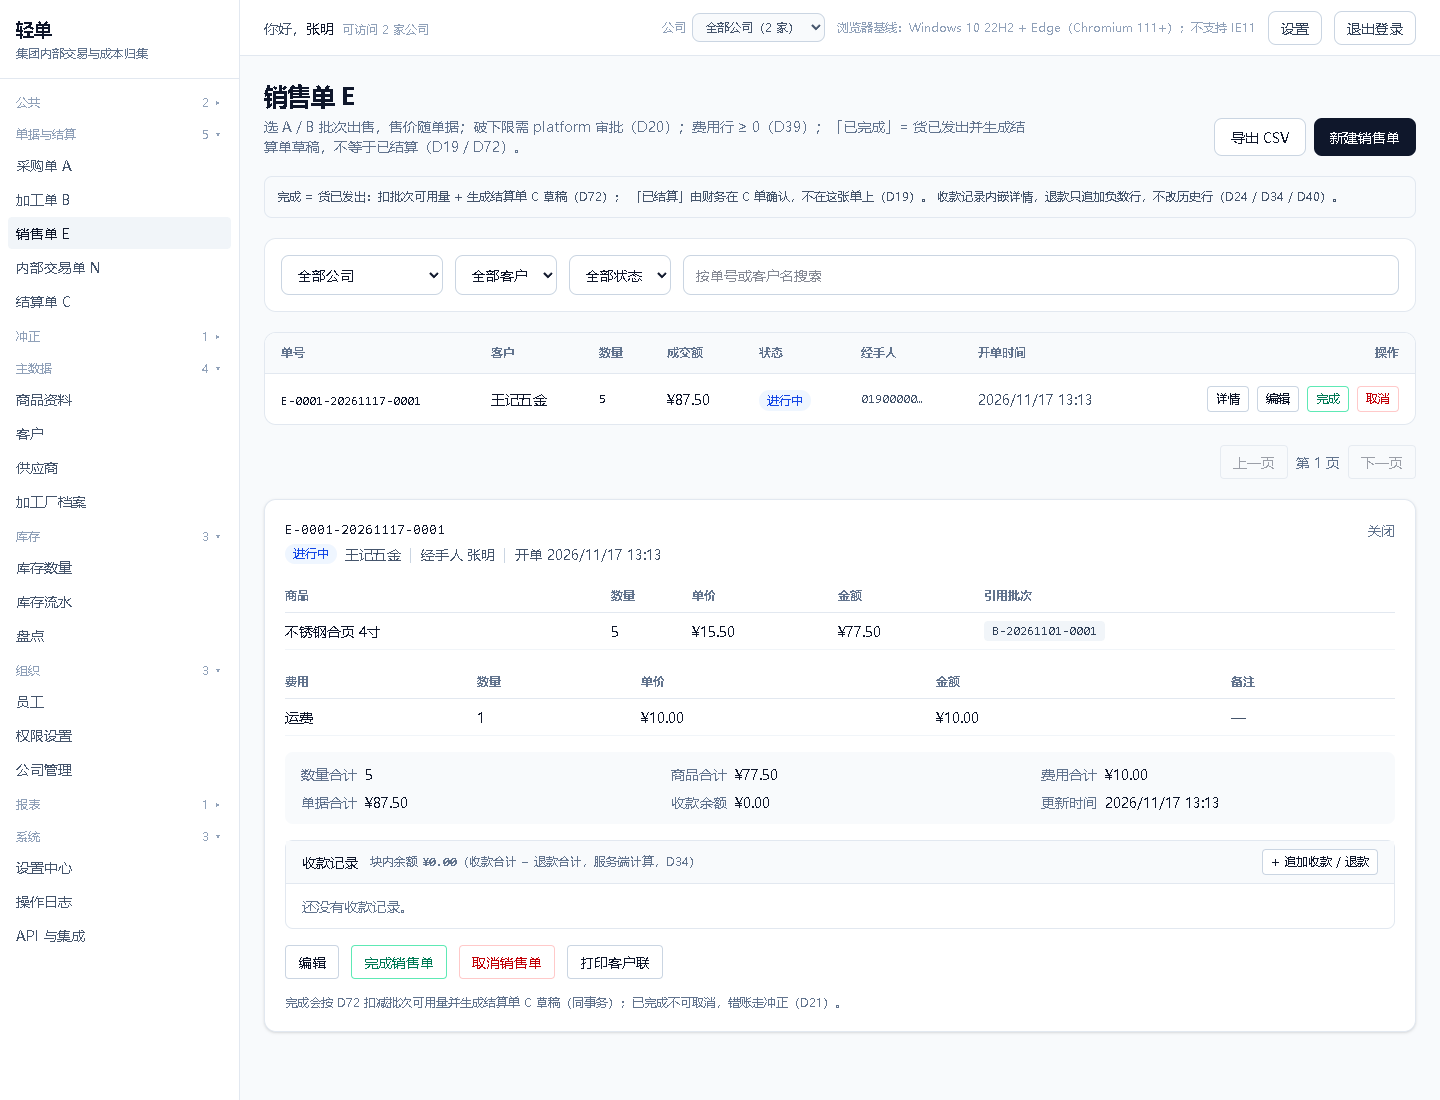 轻单
集团内部交易与成本归集
公共 2
单据与结算 5
采购单 A
加工单 B
销售单 E
内部交易单 N
结算单 C
冲正 1
主数据 4
商品资料
客户
供应商
加工厂档案
库存 3
库存数量
库存流水
盘点
组织 3
员工
权限设置
公司管理
报表 1
系统 3
设置中心
操作日志
API 与集成
你好，张明 可访问 2 家公司
公司 全部公司（2 家） 浏览器基线：Windows 10 22H2 + Edge（Chromium 111+）；不支持 IE11 设置 退出登录
销售单 E
选 A / B 批次出售，售价随单据；破下限需 platform 审批（D20）；费用行 ≥ 0（D39）；「已完成」= 货已发出并生成结
算单草稿，不等于已结算（D19 / D72）。
导出 CSV 新建销售单
完成 = 货已发出：扣批次可用量 + 生成结算单 C 草稿（D72）；「已结算」由财务在 C 单确认，不在这张单上（D19）。收款记录内嵌详情，退款只追加负数行，不改历史行（D24 / D34 / D40）。
全部公司 全部客户 全部状态 按单号或客户名搜索
单号 客户 数量 成交额 状态 经手人 开单时间 操作
E-0001-20261117-0001 王记五金 5 ¥87.50 进行中 01900000… 2026/11/17 13:13 详情 编辑 完成 取消
上一页 第 1 页 下一页
E-0001-20261117-0001 关闭
进行中 王记五金 经手人 张明 开单 2026/11/17 13:13
商品 数量 单价 金额 引用批次
不锈钢合页 4寸 5 ¥15.50 ¥77.50 B-20261101-0001
费用 数量 单价 金额 备注
运费 1 ¥10.00 ¥10.00 —
数量合计 5 商品合计 ¥77.50 费用合计 ¥10.00
单据合计 ¥87.50 收款余额 ¥0.00 更新时间 2026/11/17 13:13
收款记录 块内余额 ¥0.00（收款合计 − 退款合计，服务端计算，D34） + 追加收款 / 退款
还没有收款记录。
编辑 完成销售单 取消销售单 打印客户联
完成会按 D72 扣减批次可用量并生成结算单 C 草稿（同事务）；已完成不可取消，错账走冲正（D21）。